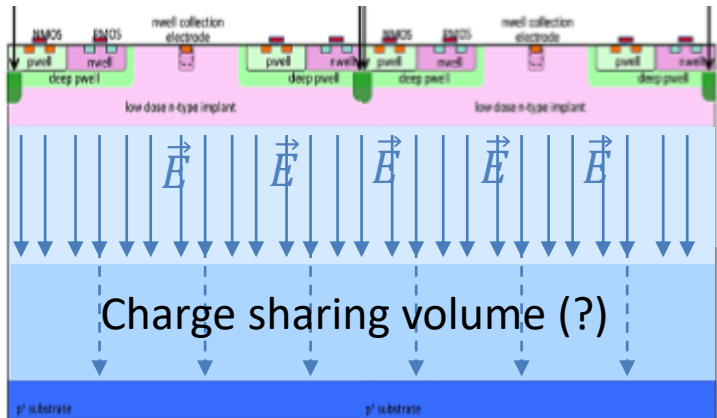 nwell collection nwell collection
NMOS PMOS electrode NMOS PMOS electrode
pwell nwell pwell nwell pwell nwell pwell nwell
deep pwell deep pwell deep pwell deep pwell
low dose n-type implant low dose n-type implant
E E E E E
Charge sharing volume (?)
p⁺ substrate p⁺ substrate